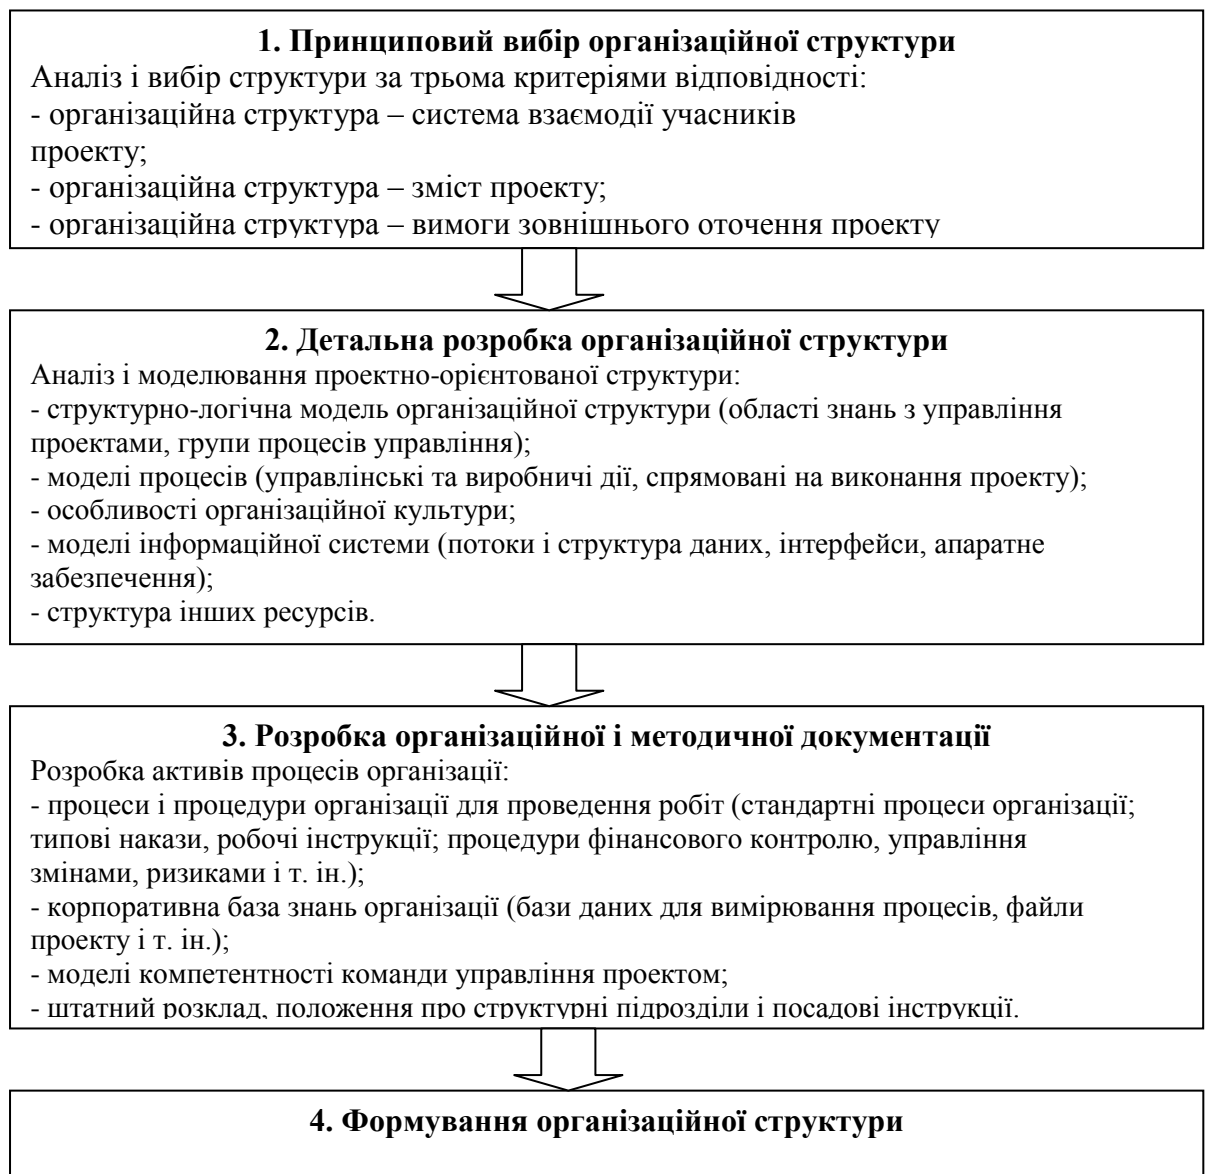 1. Принциповий вибір організаційної структури
Аналіз і вибір структури за трьома критеріями відповідності:
- організаційна структура – система взаємодії учасників
проекту;
- організаційна структура – зміст проекту;
- організаційна структура – вимоги зовнішнього оточення проекту
2. Детальна розробка організаційної структури
Аналіз і моделювання проектно-орієнтованої структури:
- структурно-логічна модель організаційної структури (області знань з управління
проектами, групи процесів управління);
- моделі процесів (управлінські та виробничі дії, спрямовані на виконання проекту);
- особливості організаційної культури;
- моделі інформаційної системи (потоки і структура даних, інтерфейси, апаратне
забезпечення);
- структура інших ресурсів.
3. Розробка організаційної і методичної документації
Розробка активів процесів організації:
- процеси і процедури організації для проведення робіт (стандартні процеси організації;
типові накази, робочі інструкції; процедури фінансового контролю, управління
змінами, ризиками і т. ін.);
- корпоративна база знань організації (бази даних для вимірювання процесів, файли
проекту і т. ін.);
- моделі компетентності команди управління проектом;
- штатний розклад, положення про структурні підрозділи і посадові інструкції.
4. Формування організаційної структури